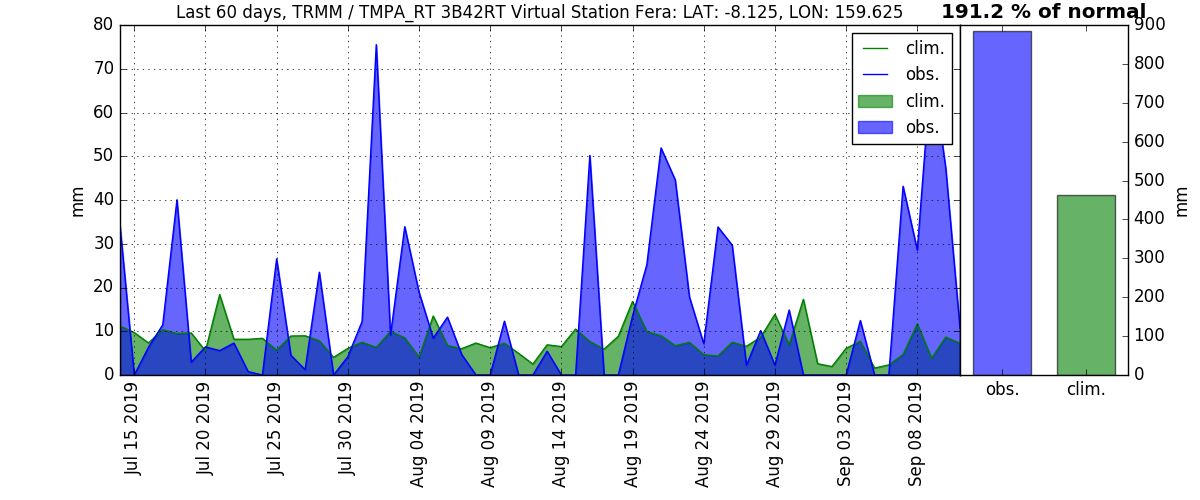 Last 60 days, TRMM / TMPA_RT 3B42RT Virtual Station Fera: LAT: -8.125, LON: 159.625
191.2 % of normal
80
70
60
50
40
30
20
10
0
mm
clim.
obs.
clim.
obs.
Jul 15 2019
Jul 20 2019
Jul 25 2019
Jul 30 2019
Aug 04 2019
Aug 09 2019
Aug 14 2019
Aug 19 2019
Aug 24 2019
Aug 29 2019
Sep 03 2019
Sep 08 2019
900
800
700
600
500
400
300
200
100
0
mm
obs.
clim.